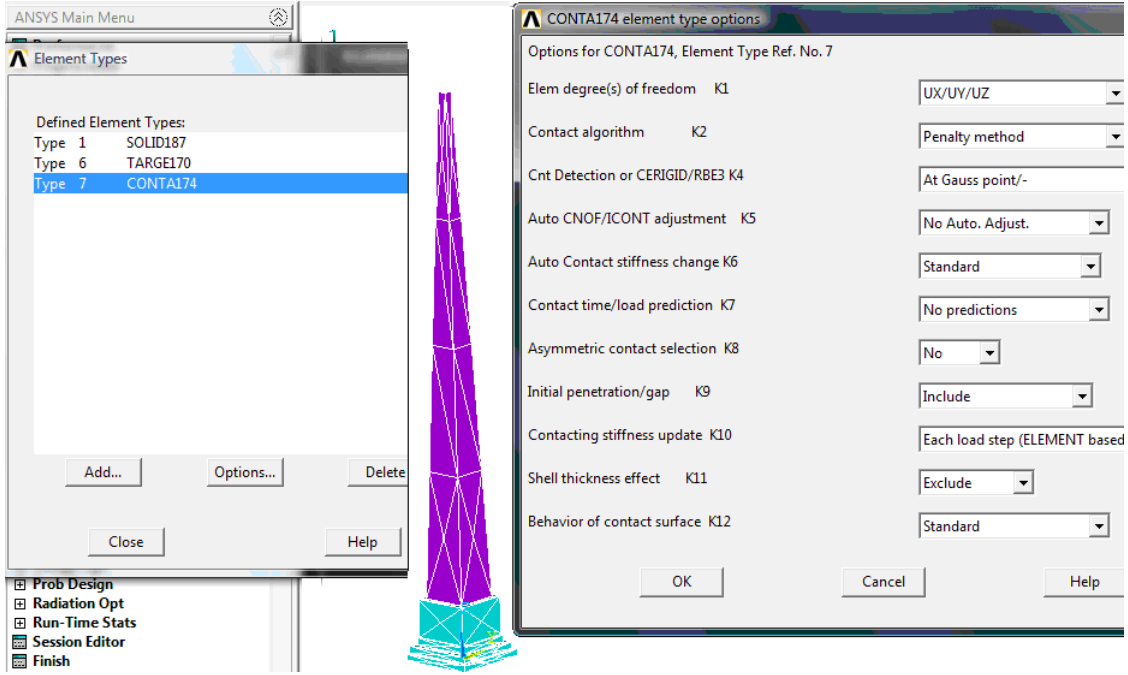 ANSYS Main Menu
Element Types
Defined Element Types:
Type 1 SOLID187
Type 6 TARGE170
Type 7 CONTA174
Add... Options... Delete
Close Help
Prob Design
Radiation Opt
Run-Time Stats
Session Editor
Finish
1
CONTA174 element type options
Options for CONTA174, Element Type Ref. No. 7
Elem degree(s) of freedom K1 UX/UY/UZ
Contact algorithm K2 Penalty method
Cnt Detection or CERIGID/RBE3 K4 At Gauss point/-
Auto CNOF/ICONT adjustment K5 No Auto. Adjust.
Auto Contact stiffness change K6 Standard
Contact time/load prediction K7 No predictions
Asymmetric contact selection K8 No
Initial penetration/gap K9 Include
Contacting stiffness update K10 Each load step (ELEMENT based
Shell thickness effect K11 Exclude
Behavior of contact surface K12 Standard
OK Cancel Help